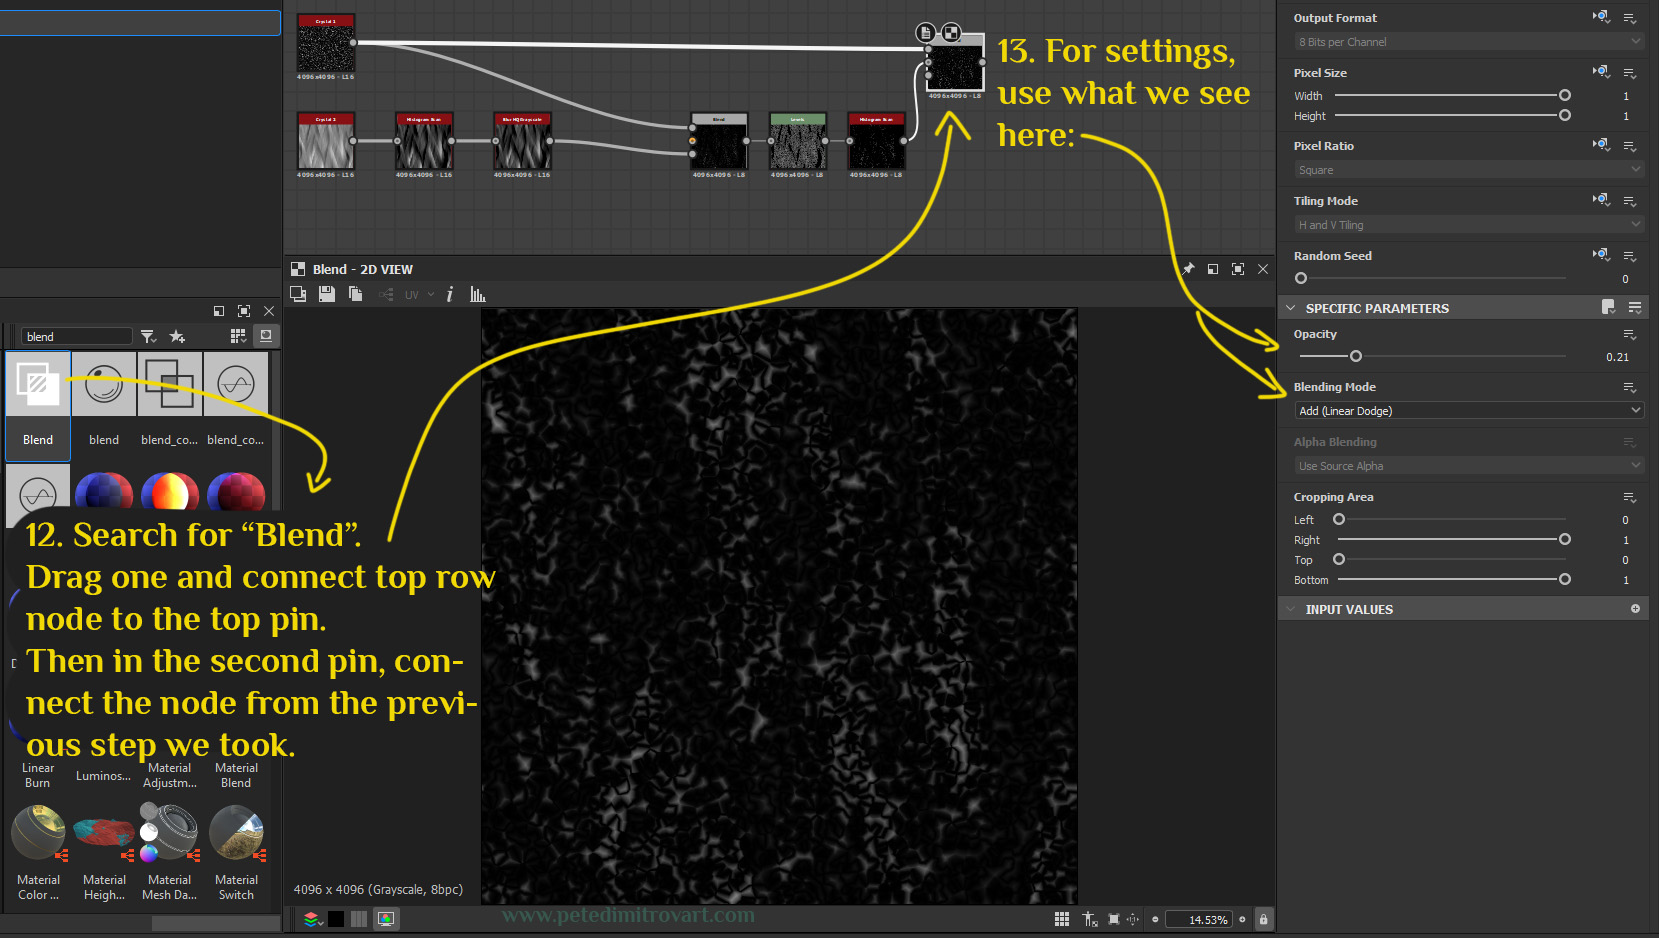 Crystal 1
4096x4096 - L16
Crystal 2
4096x4096 - L16
Histogram Scan
4096x4096 - L16
Blur HQ Grayscale
4096x4096 - L16
Blend
4096x4096 - L8
Levels
4096x4096 - L8
Histogram Scan
4096x4096 - L8
4096x4096 - L8
13. For settings,
use what we see
here:
Blend - 2D VIEW
UV
blend
Blend
blend
blend_co...
blend_co...
12. Search for “Blend”.
Drag one and connect top row
node to the top pin.
Then in the second pin, con-
nect the node from the previ-
ous step we took.
Linear
Burn
Luminos...
Material
Adjustm...
Material
Blend
Material
Color ...
Material
Heigh...
Material
Mesh Da...
Material
Switch
4096 x 4096 (Grayscale, 8bpc)
www.petedimitrovart.com
14.53%
Output Format
8 Bits per Channel
Pixel Size
Width 1
Height 1
Pixel Ratio
Square
Tiling Mode
H and V Tiling
Random Seed
0
SPECIFIC PARAMETERS
Opacity
0.21
Blending Mode
Add (Linear Dodge)
Alpha Blending
Use Source Alpha
Cropping Area
Left 0
Right 1
Top 0
Bottom 1
INPUT VALUES